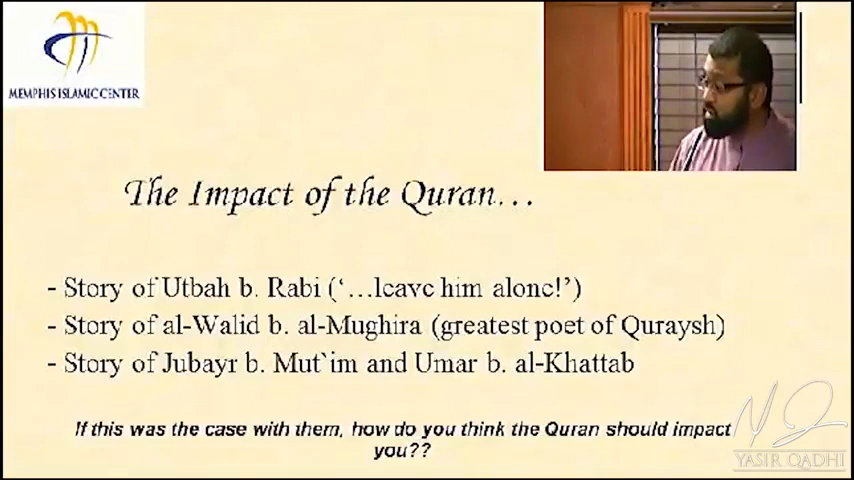 MEMPHIS ISLAMIC CENTER
The Impact of the Quran...
- Story of Utbah b. Rabi (‘...leave him alone!’)
- Story of al-Walid b. al-Mughira (greatest poet of Quraysh)
- Story of Jubayr b. Mut`im and Umar b. al-Khattab
If this was the case with them, how do you think the Quran should impact
you??
YASIR QADHI